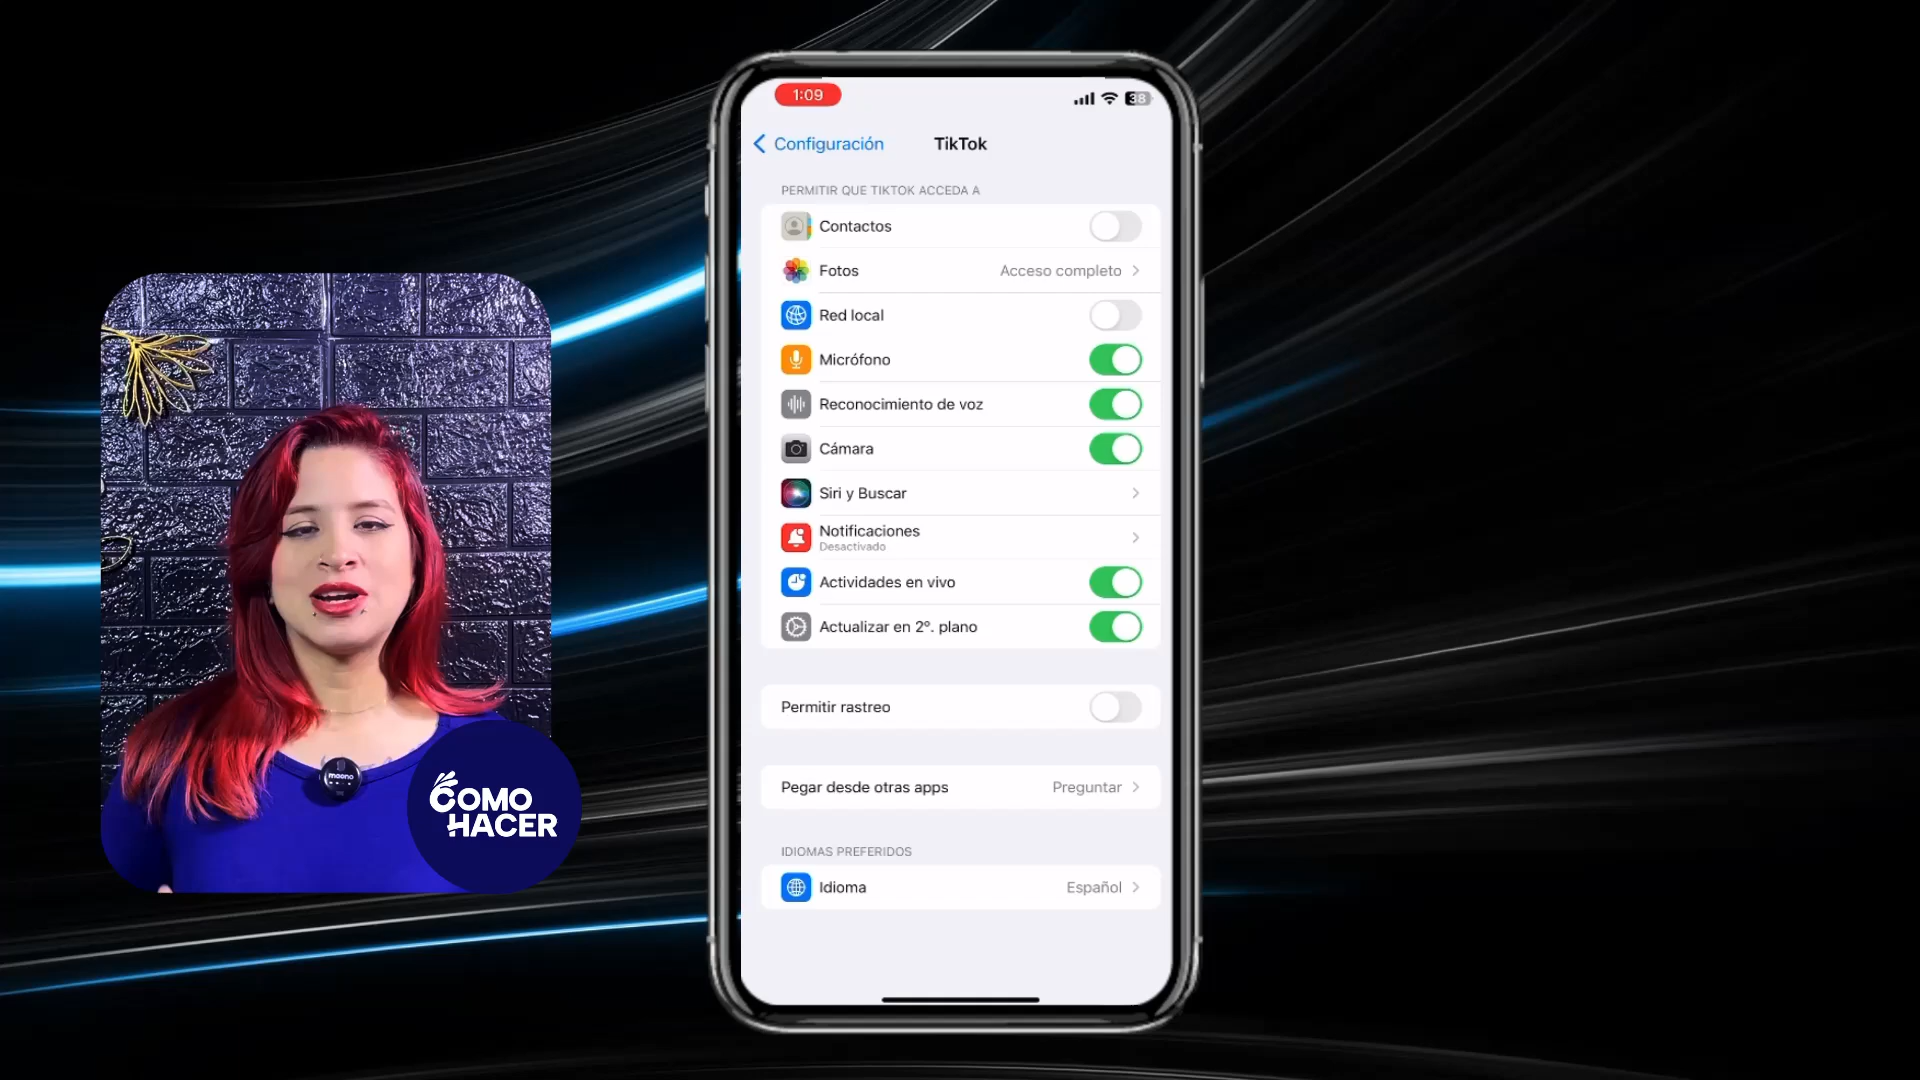 1:09
38
Configuración
TikTok
PERMITIR QUE TIKTOK ACCEDA A
Contactos
Fotos
Acceso completo
Red local
Micrófono
Reconocimiento de voz
Cámara
Siri y Buscar
Notificaciones
Desactivado
Actividades en vivo
Actualizar en 2º. plano
Permitir rastreo
Pegar desde otras apps
Preguntar
IDIOMAS PREFERIDOS
Idioma
Español
maono
COMO
HACER